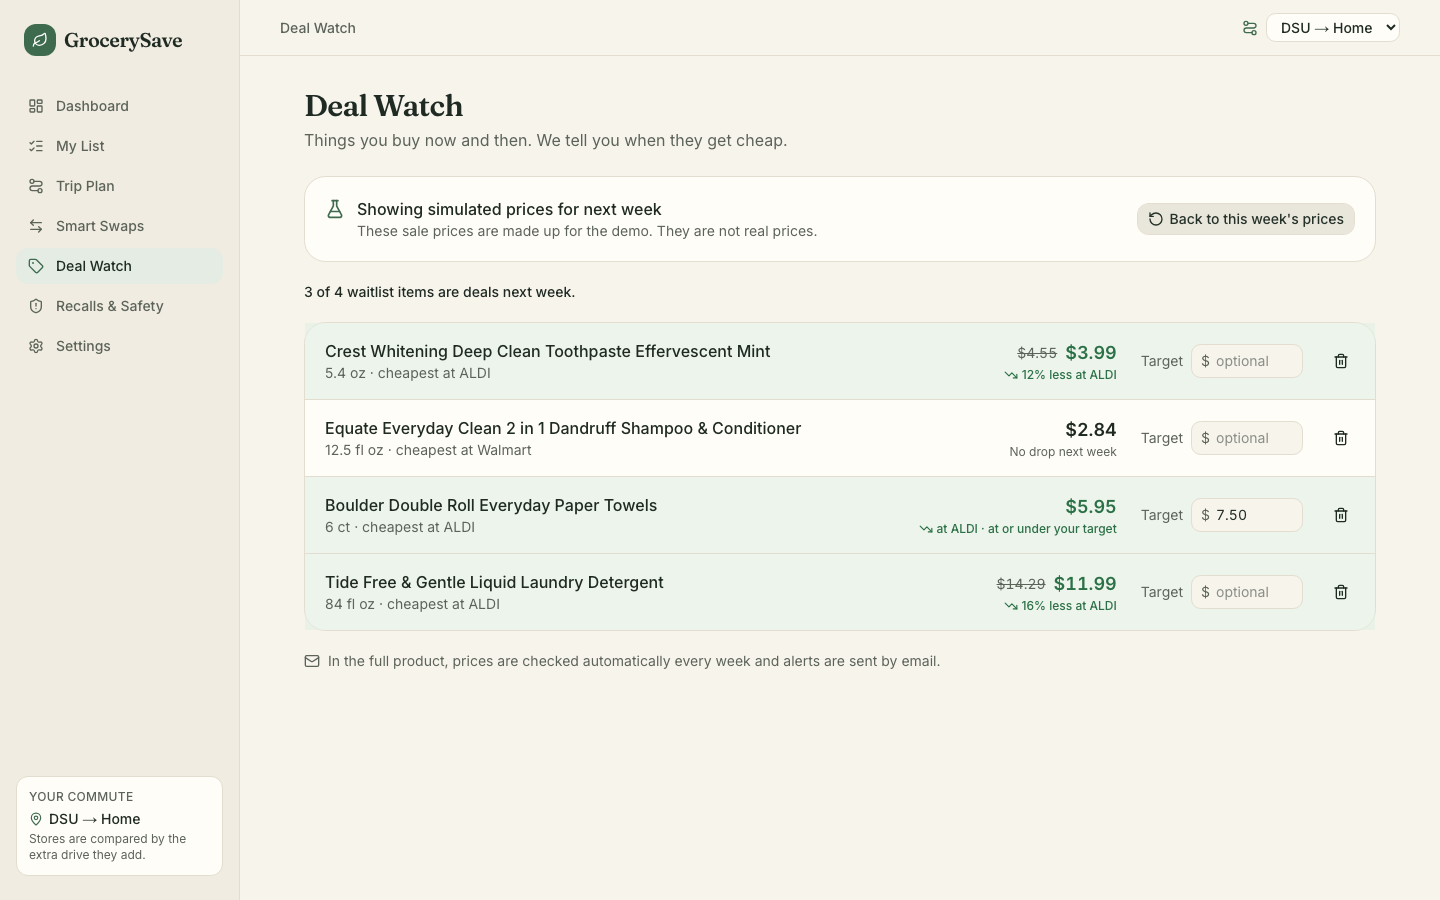 GrocerySave
Dashboard
My List
Trip Plan
Smart Swaps
Deal Watch
Recalls & Safety
Settings
YOUR COMMUTE
DSU → Home
Stores are compared by the
extra drive they add.
Deal Watch
DSU → Home
Deal Watch
Things you buy now and then. We tell you when they get cheap.
Showing simulated prices for next week
These sale prices are made up for the demo. They are not real prices.
Back to this week's prices
3 of 4 waitlist items are deals next week.
Crest Whitening Deep Clean Toothpaste Effervescent Mint
5.4 oz · cheapest at ALDI
$4.55 $3.99
12% less at ALDI
Target $ optional
Equate Everyday Clean 2 in 1 Dandruff Shampoo & Conditioner
12.5 fl oz · cheapest at Walmart
$2.84
No drop next week
Target $ optional
Boulder Double Roll Everyday Paper Towels
6 ct · cheapest at ALDI
$5.95
at ALDI · at or under your target
Target $ 7.50
Tide Free & Gentle Liquid Laundry Detergent
84 fl oz · cheapest at ALDI
$14.29 $11.99
16% less at ALDI
Target $ optional
In the full product, prices are checked automatically every week and alerts are sent by email.